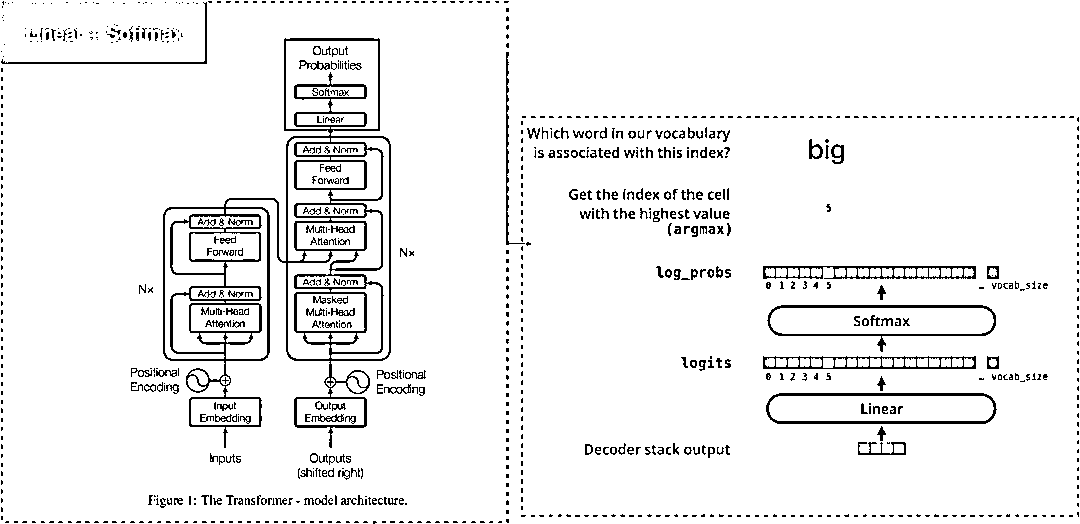 Linear + Softmax
Output
Probabilities
Softmax
Linear
Add & Norm
Feed
Forward
Add & Norm
Multi-Head
Attention
Add & Norm
Masked
Multi-Head
Attention
Nx
Add & Norm
Feed
Forward
Nx
Add & Norm
Multi-Head
Attention
Positional
Encoding
Positional
Encoding
Input
Embedding
Output
Embedding
Inputs
Outputs
(shifted right)
Figure 1: The Transformer - model architecture.
Which word in our vocabulary
is associated with this index?
big
Get the index of the cell
with the highest value
(argmax)
5
log_probs
0 1 2 3 4 5 … vocab_size
Softmax
logits
0 1 2 3 4 5 … vocab_size
Linear
Decoder stack output